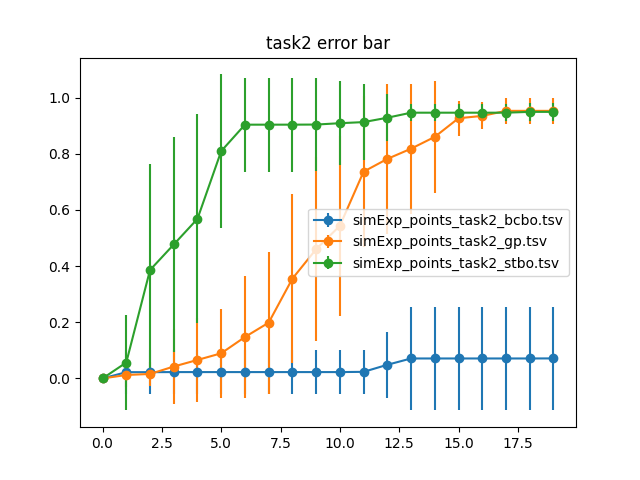 task2 error bar
1.0
0.8
0.6
0.4
0.2
0.0
simExp_points_task2_bcbo.tsv
simExp_points_task2_gp.tsv
simExp_points_task2_stbo.tsv
0.0 2.5 5.0 7.5 10.0 12.5 15.0 17.5